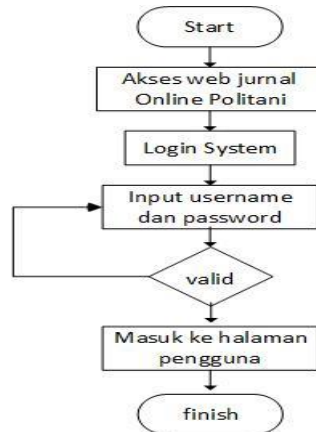 Start
Akses web jurnal
Online Politani
Login System
Input username
dan password
valid
Masuk ke halaman
pengguna
finish